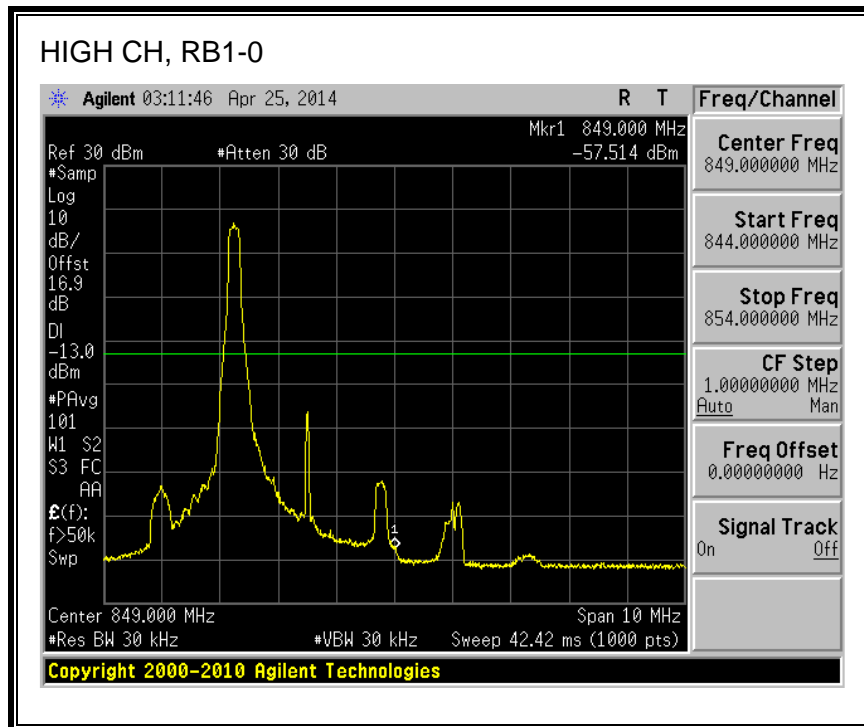 HIGH CH, RB1-0
Agilent 03:11:46 Apr 25, 2014 R T
Mkr1 849.000 MHz
Ref 30 dBm #Atten 30 dB -57.514 dBm
#Samp
Log
10
dB/
Offst
16.9
dB
DI
-13.0
dBm
#PAvg
101
W1 S2
S3 FC
AA
£(f):
f>50k
Swp
1
Center 849.000 MHz Span 10 MHz
#Res BW 30 kHz #VBW 30 kHz Sweep 42.42 ms (1000 pts)
Copyright 2000-2010 Agilent Technologies
Freq/Channel
Center Freq
849.000000 MHz
Start Freq
844.000000 MHz
Stop Freq
854.000000 MHz
CF Step
1.00000000 MHz
Auto Man
Freq Offset
0.00000000 Hz
Signal Track
On Off